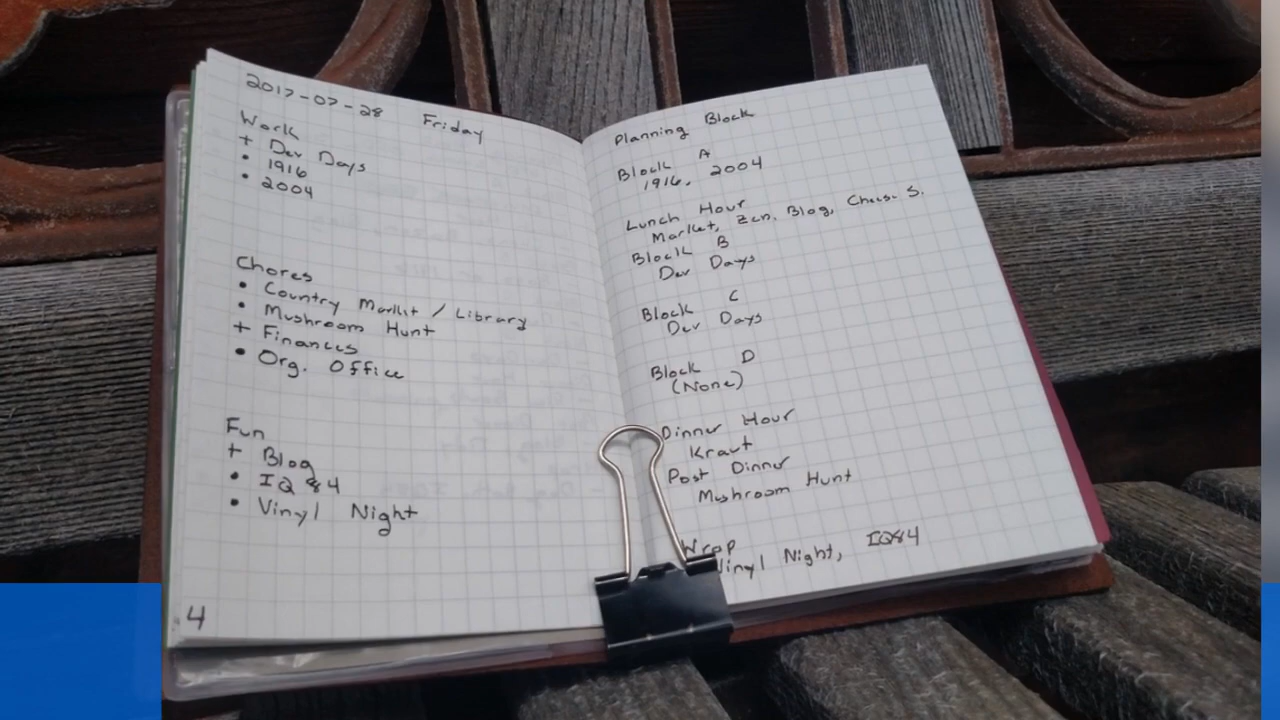 2017-07-28 Friday
Work
+ Dev Days
• 1916
• 2004
Chores
• Country Market / Library
• Mushroom Hunt
+ Finances
• Org. Office
Fun
+ Blog
• IQ84
• Vinyl Night
4
Planning Block
Block A
1916, 2004
Lunch Hour
Market, Zen, Blog, Cheese S.
Block B
Dev Days
Block C
Dev Days
Block D
(None)
Dinner Hour
Kraut
Post Dinner
Mushroom Hunt
Wrap
Vinyl Night, IQ84